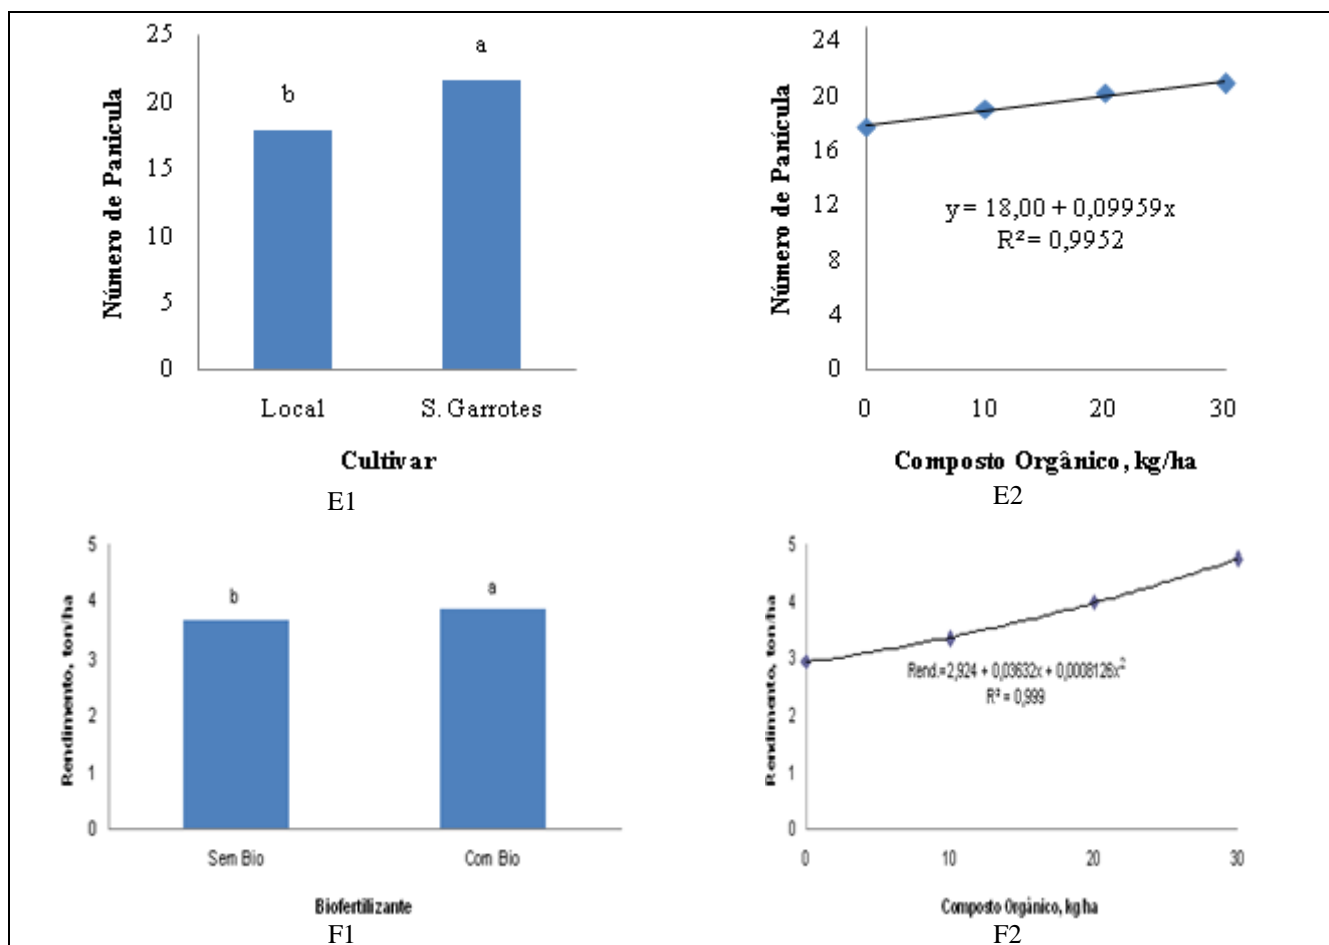 25
20
15
10
5
0
Número de Panicula
b
a
Local
S. Garrotes
Cultivar
E1
24
20
16
12
8
4
0
Número de Panícula
y = 18,00 + 0,09959x
R² = 0,9952
0 10 20 30
Composto Orgânico, kg/ha
E2
5
4
3
2
1
0
Rendimento, ton/ha
b
a
Sem Bio
Com Bio
Biofertilizante
F1
5
4
3
2
1
0
Rendimento, ton/ha
Rend.=2,924 + 0,03632x + 0,0008126x²
R² = 0,999
0 10 20 30
Composto Orgânico, kg/ha
F2